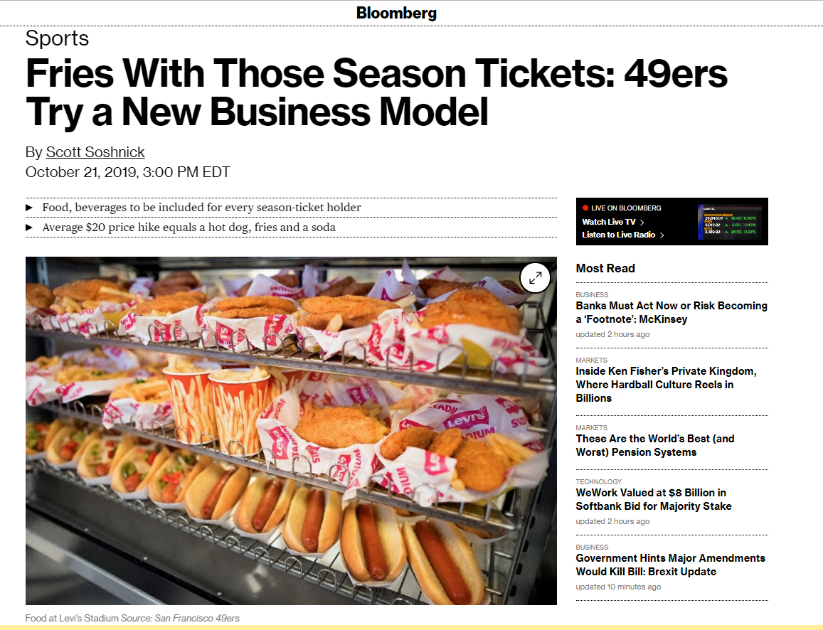 Bloomberg
Sports
Fries With Those Season Tickets: 49ers
Try a New Business Model
By Scott Soshnick
October 21, 2019, 3:00 PM EDT
Food, beverages to be included for every season-ticket holder
Average $20 price hike equals a hot dog, fries and a soda
Levi's
STADIUM
Food at Levi's Stadium Source: San Francisco 49ers
LIVE ON BLOOMBERG
Watch Live TV >
Listen to Live Radio >
Most Read
BUSINESS
Banks Must Act Now or Risk Becoming
a ‘Footnote’: McKinsey
updated 2 hours ago
MARKETS
Inside Ken Fisher’s Private Kingdom,
Where Hardball Culture Reels in
Billions
MARKETS
These Are the World’s Best (and
Worst) Pension Systems
TECHNOLOGY
WeWork Valued at $8 Billion in
Softbank Bid for Majority Stake
updated 2 hours ago
BUSINESS
Government Hints Major Amendments
Would Kill Bill: Brexit Update
updated 10 minutes ago